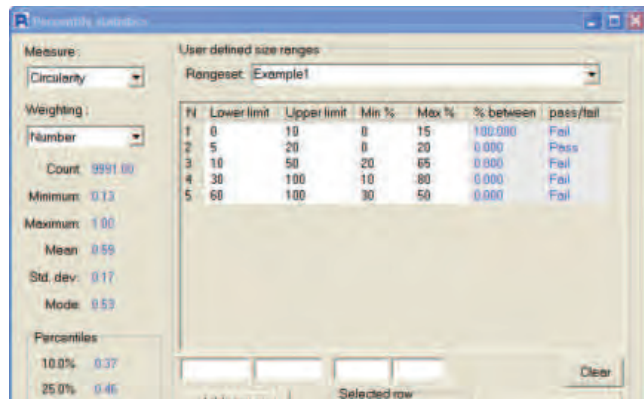 Percentile statistics
Measure :
Circularity
Weighting :
Number
Count 9991.00
Minimum: 0.13
Maximum: 1.00
Mean 0.59
Std. dev: 0.17
Mode: 0.53
Percentiles
10.0% 0.37
25.0% 0.46
User defined size ranges
Rangeset: Example1
N Lower limit Upper limit Min % Max % % between pass/fail
1 0 10 0 15 100.000 Fail
2 5 20 0 20 0.000 Pass
3 10 50 20 65 0.000 Fail
4 30 100 10 80 0.000 Fail
5 60 100 30 50 0.000 Fail
Clear
Selected row